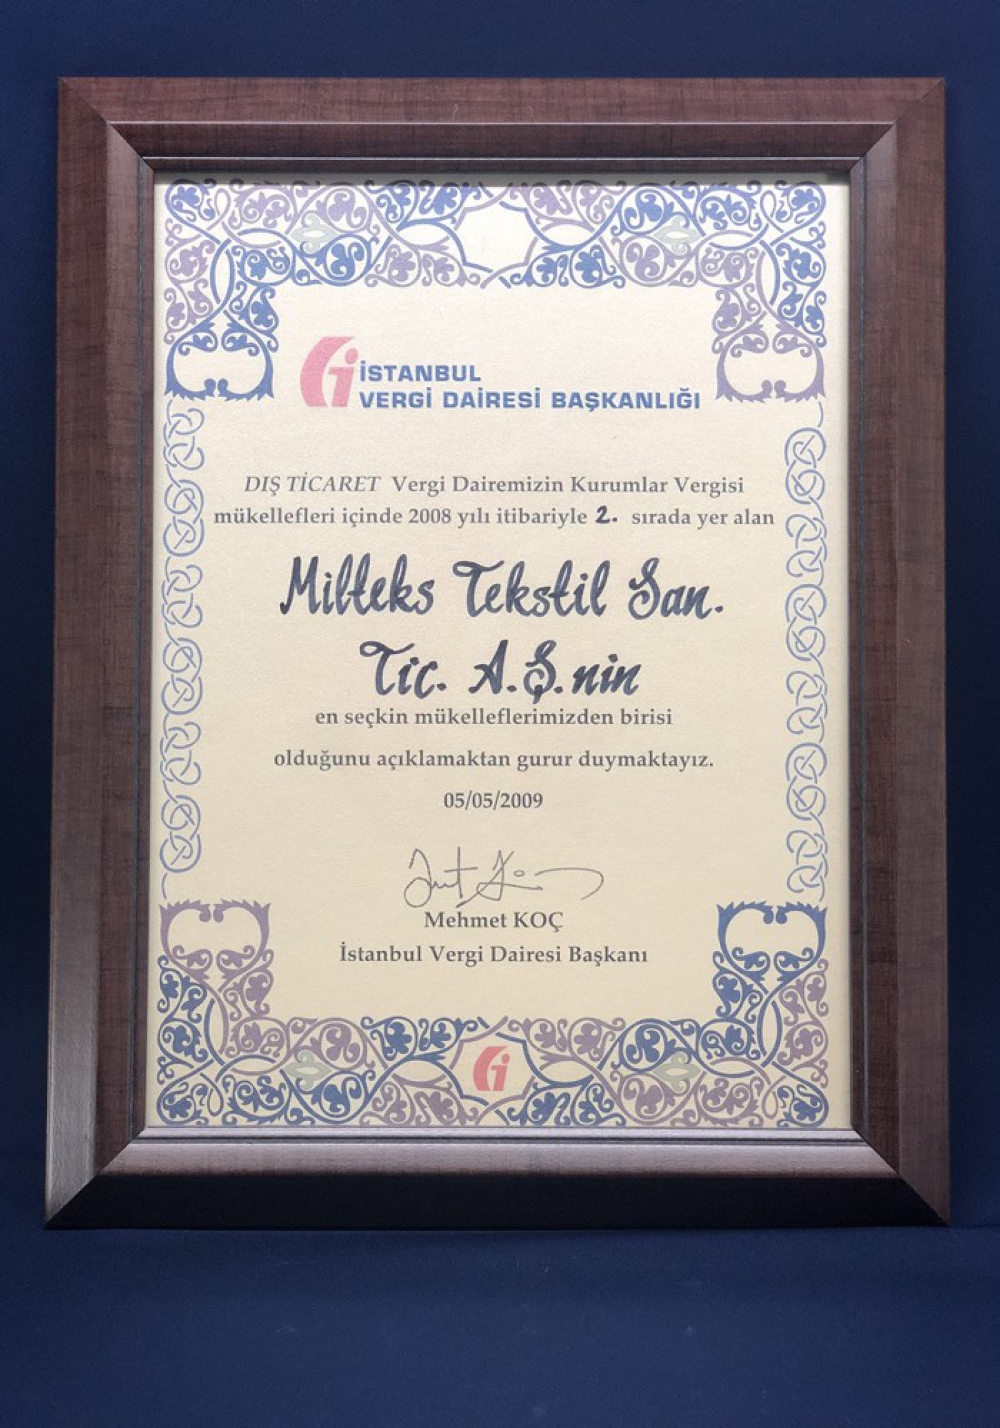 İSTANBUL
VERGİ DAİRESİ BAŞKANLIĞI
DIŞ TİCARET Vergi Dairemizin Kurumlar Vergisi
mükellefleri içinde 2008 yılı itibariyle 2. sırada yer alan
Milteks Tekstil San.
Tic. A.Ş.nin
en seçkin mükelleflerimizden birisi
olduğunu açıklamaktan gurur duymaktayız.
05/05/2009
Mehmet KOÇ
İstanbul Vergi Dairesi Başkanı